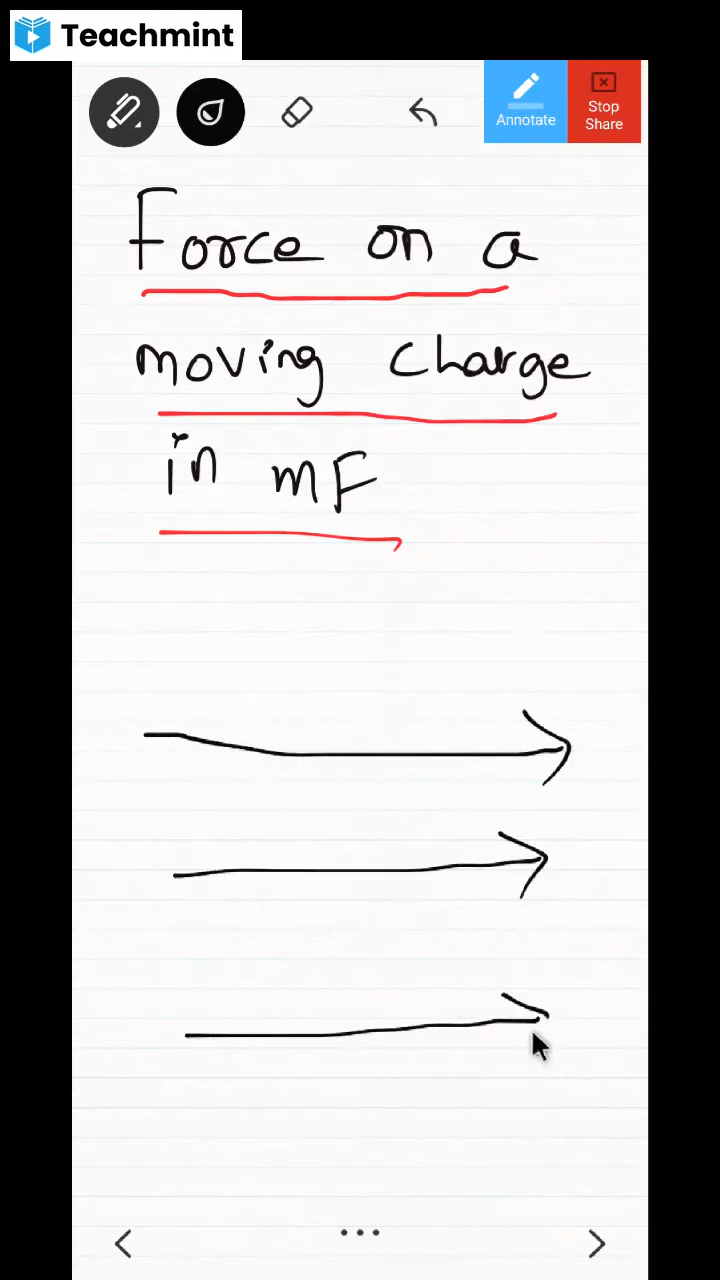 Teachmint
Annotate
Stop
Share
Force on a
moving charge
in mF